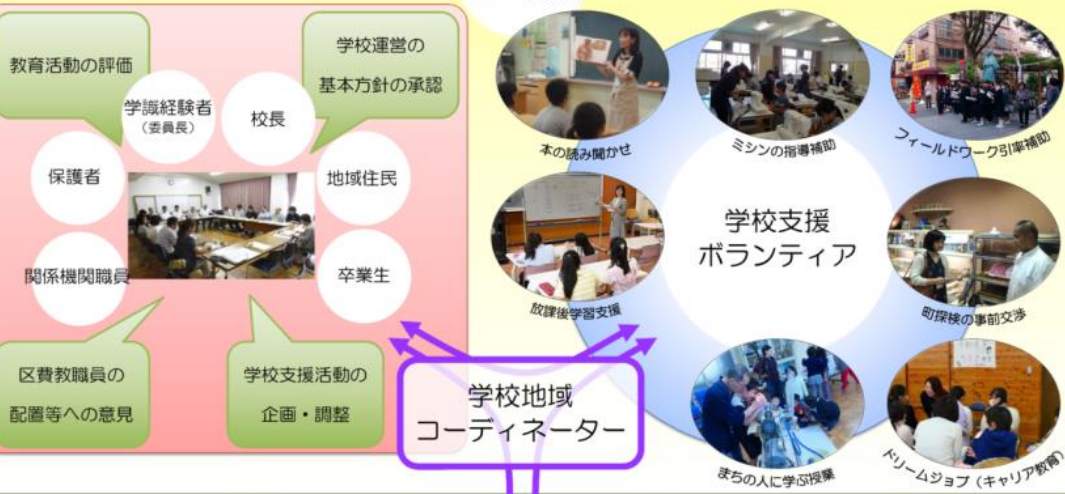 教育活動の評価
学校運営の
基本方針の承認
学識経験者
（委員長）
校長
保護者
地域住民
関係機関職員
卒業生
区費教職員の
配置等への意見
学校支援活動の
企画・調整
学校地域
コーディネーター
本の読み聞かせ
ミシンの指導補助
フィールドワーク引率補助
学校支援
ボランティア
放課後学習支援
町探検の事前交渉
まちの人に学ぶ授業
ドリームジョブ（キャリア教育）